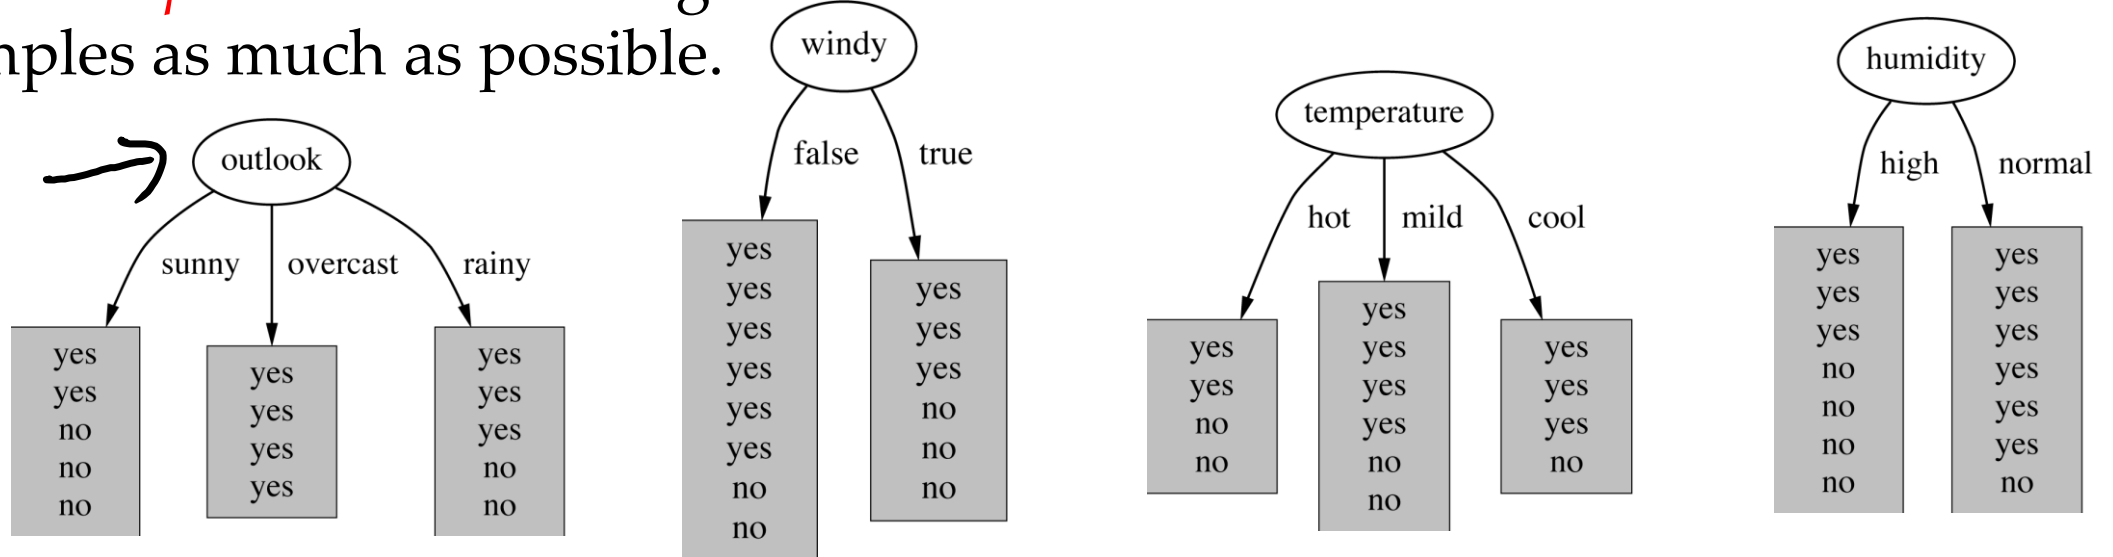 as much as possible.
outlook
sunny
overcast
rainy
yes
yes
no
no
no
yes
yes
yes
yes
yes
yes
yes
no
no
windy
false
true
yes
yes
yes
yes
yes
yes
no
no
yes
yes
yes
no
no
no
temperature
hot
mild
cool
yes
yes
no
no
yes
yes
yes
yes
no
no
yes
yes
yes
no
humidity
high
normal
yes
yes
yes
no
no
no
no
yes
yes
yes
yes
yes
yes
no